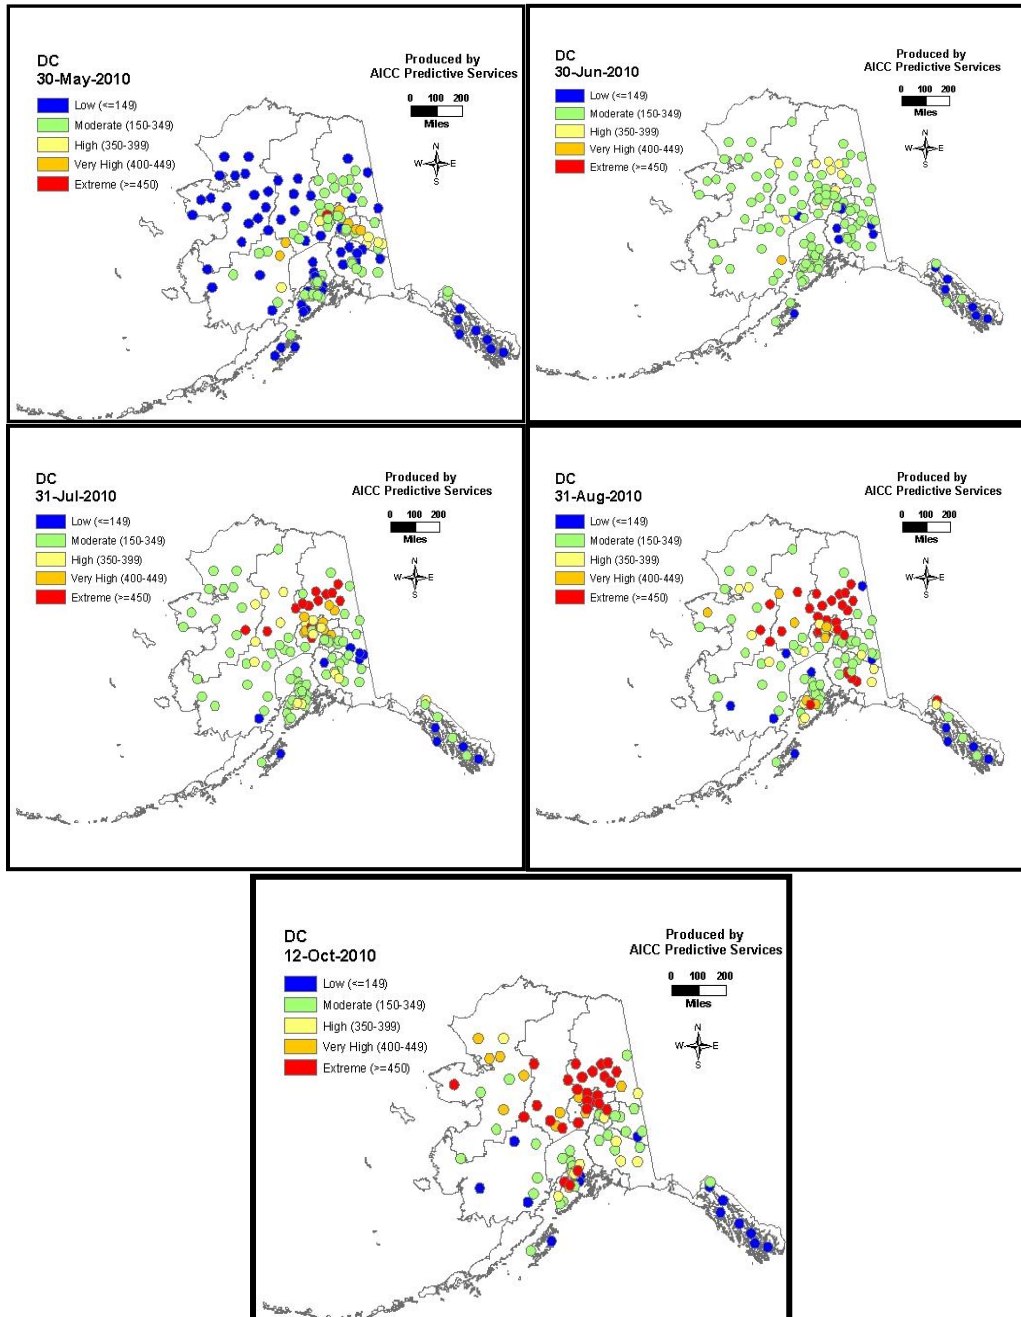 DC
30-May-2010
Low (<=149)
Moderate (150-349)
High (350-399)
Very High (400-449)
Extreme (>=450)
Produced by
AICC Predictive Services
0 100 200
Miles
N
W E
S
DC
30-Jun-2010
Low (<=149)
Moderate (150-349)
High (350-399)
Very High (400-449)
Extreme (>=450)
Produced by
AICC Predictive Services
0 100 200
Miles
N
W E
S
DC
31-Jul-2010
Low (<=149)
Moderate (150-349)
High (350-399)
Very High (400-449)
Extreme (>=450)
Produced by
AICC Predictive Services
0 100 200
Miles
N
W E
S
DC
31-Aug-2010
Low (<=149)
Moderate (150-349)
High (350-399)
Very High (400-449)
Extreme (>=450)
Produced by
AICC Predictive Services
0 100 200
Miles
N
W E
S
DC
12-Oct-2010
Low (<=149)
Moderate (150-349)
High (350-399)
Very High (400-449)
Extreme (>=450)
Produced by
AICC Predictive Services
0 100 200
Miles
N
W E
S